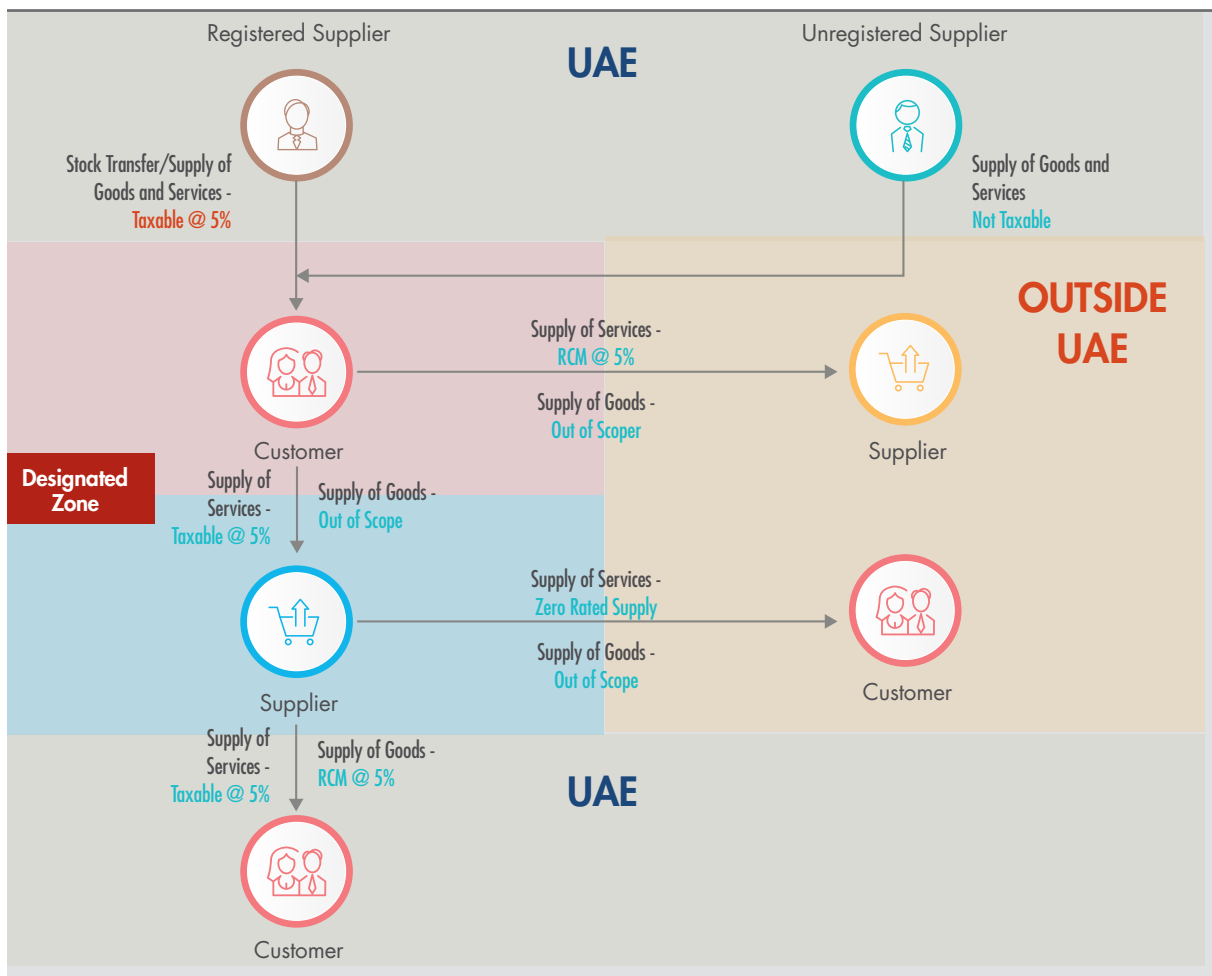 Registered Supplier
Unregistered Supplier
UAE
Stock Transfer/Supply of
Goods and Services -
Taxable @ 5%
Supply of Goods and
Services
Not Taxable
OUTSIDE
UAE
Supply of Services -
RCM @ 5%
Supply of Goods -
Out of Scoper
Customer
Supplier
Designated
Zone
Supply of
Services -
Taxable @ 5%
Supply of Goods -
Out of Scope
Supply of Services -
Zero Rated Supply
Supply of Goods -
Out of Scope
Supplier
Customer
Supply of
Services -
Taxable @ 5%
Supply of Goods -
RCM @ 5%
UAE
Customer